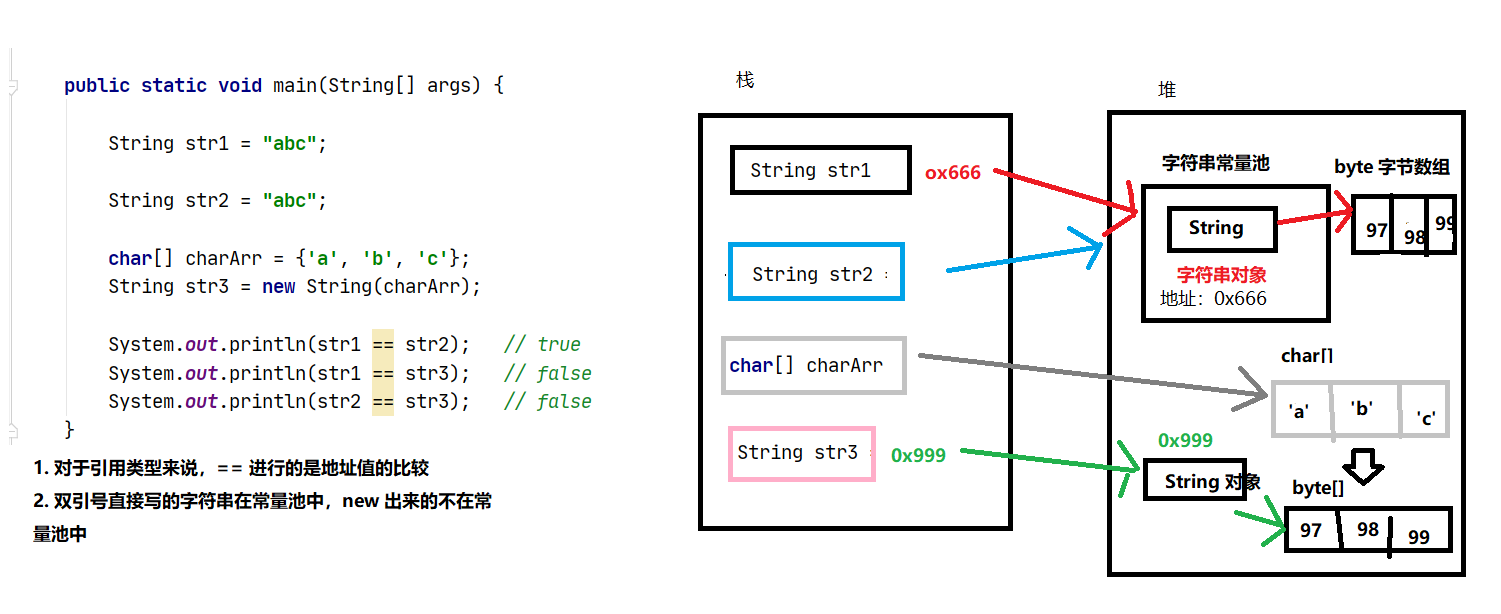 public static void main(String[] args) {
String str1 = "abc";
String str2 = "abc";
char[] charArr = {'a', 'b', 'c'};
String str3 = new String(charArr);
System.out.println(str1 == str2);   // true
System.out.println(str1 == str3);   // false
System.out.println(str2 == str3);   // false
}
1. 对于引用类型来说，== 进行的是地址值的比较
2. 双引号直接写的字符串在常量池中，new 出来的不在常
量池中
栈
String str1
ox666
String str2
char[] charArr
String str3
0x999
堆
字符串常量池
byte 字节数组
String
97 98 99
字符串对象
地址：0x666
char[]
'a' 'b' 'c'
0x999
String 对象
byte[]
97 98 99